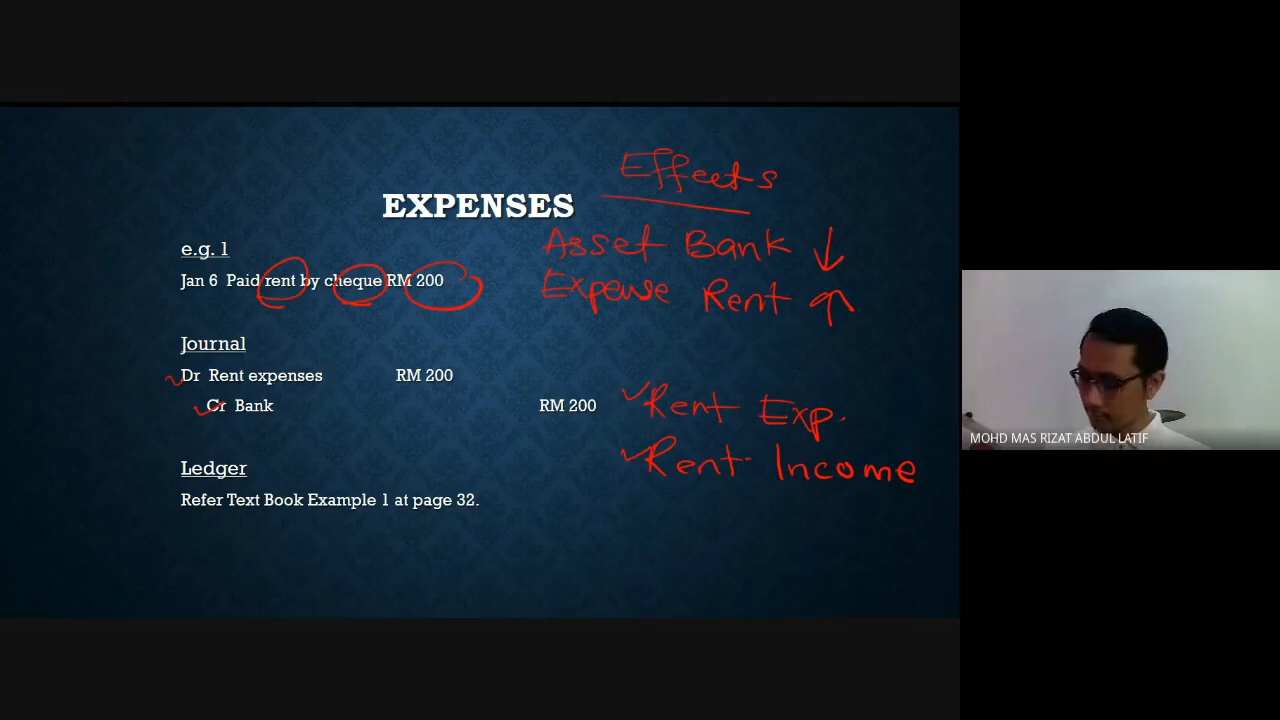 Effects
EXPENSES
e.g. 1
Asset Bank ↓
Jan 6 Paid rent by cheque RM 200
Expense Rent ↑
Journal
Dr Rent expenses RM 200
Cr Bank RM 200
✓Rent Exp.
✓Rent Income
Ledger
Refer Text Book Example 1 at page 32.
MOHD MAS RIZAT ABDUL LATIF